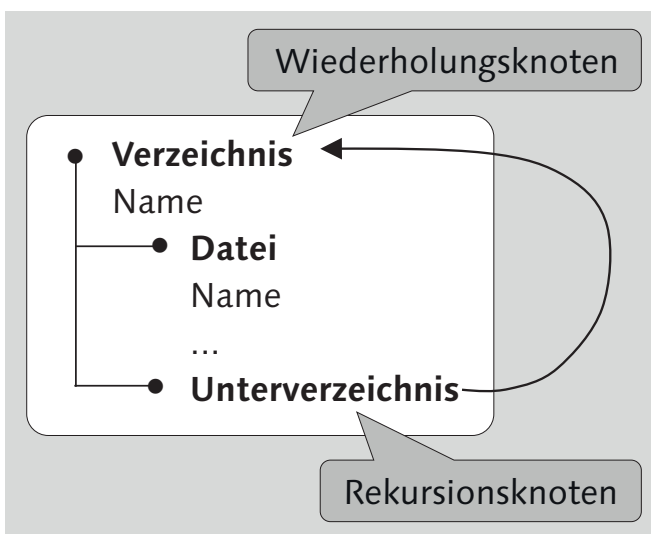 Wiederholungsknoten
Verzeichnis
Name
Datei
Name
...
Unterverzeichnis
Rekursionsknoten